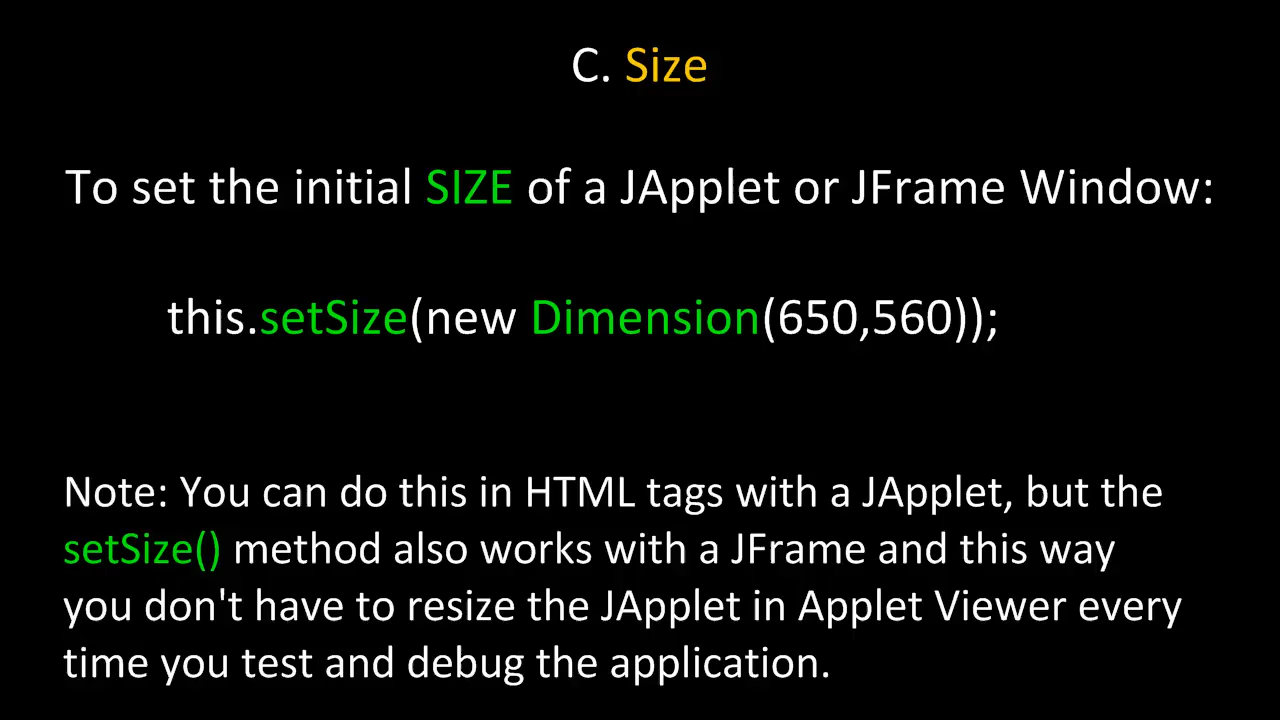 C. Size
To set the initial SIZE of a JApplet or JFrame Window:
this.setSize(new Dimension(650,560));
Note: You can do this in HTML tags with a JApplet, but the
setSize() method also works with a JFrame and this way
you don't have to resize the JApplet in Applet Viewer every
time you test and debug the application.